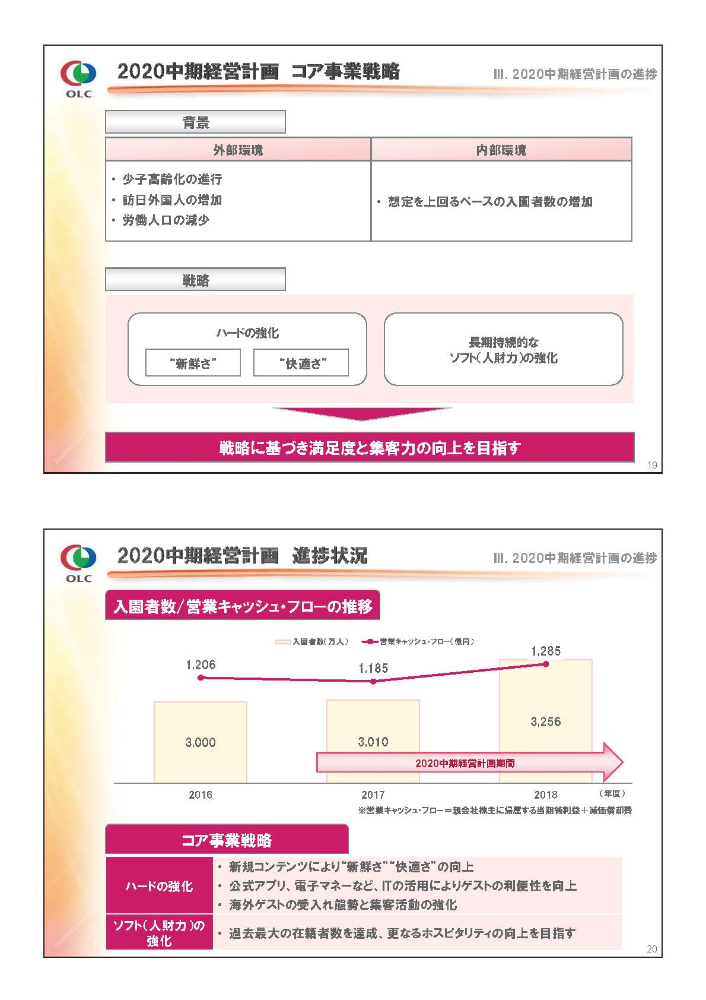 OLC
2020中期経営計画 コア事業戦略
Ⅲ. 2020中期経営計画の進捗
背景
外部環境
内部環境
・ 少子高齢化の進行
・ 訪日外国人の増加
・ 労働人口の減少
・ 想定を上回るペースの入園者数の増加
戦略
ハードの強化
“新鮮さ”
“快適さ”
長期持続的な
ソフト(人財力)の強化
戦略に基づき満足度と集客力の向上を目指す
19
OLC
2020中期経営計画 進捗状況
Ⅲ. 2020中期経営計画の進捗
入園者数/営業キャッシュ・フローの推移
入園者数(万人)
営業キャッシュ・フロー(億円)
1,206
1,185
1,285
3,000
3,010
3,256
2020中期経営計画期間
2016
2017
2018
(年度)
※営業キャッシュ・フロー=親会社株主に帰属する当期純利益+減価償却費
コア事業戦略
ハードの強化
・ 新規コンテンツにより“新鮮さ”“快適さ”の向上
・ 公式アプリ、電子マネーなど、ITの活用によりゲストの利便性を向上
・ 海外ゲストの受入れ態勢と集客活動の強化
ソフト(人財力)の
強化
・ 過去最大の在籍者数を達成、更なるホスピタリティの向上を目指す
20